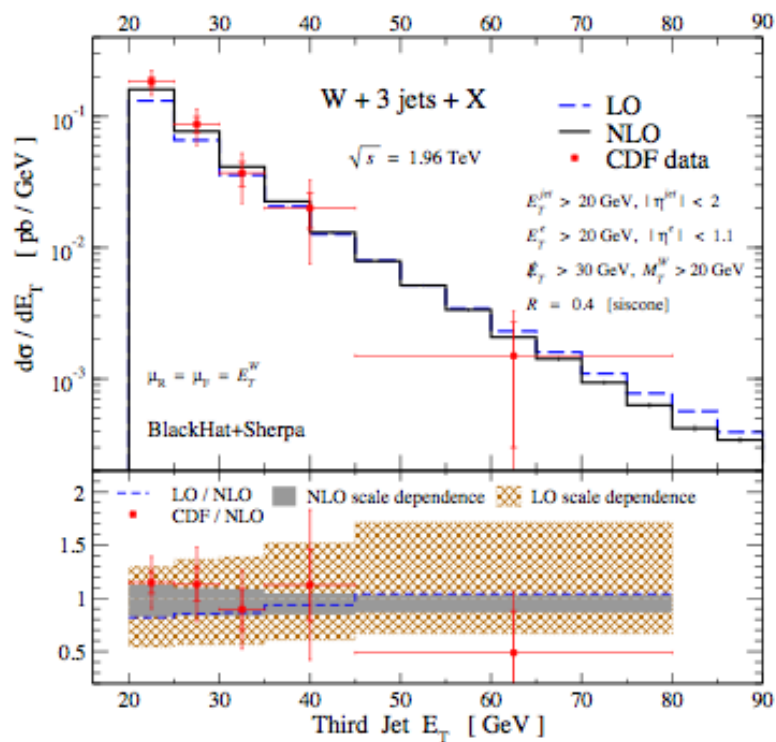 20 30 40 50 60 70 80 90
W + 3 jets + X
√s = 1.96 TeV
LO
NLO
CDF data
E_T^{jet} > 20 GeV, | η^{jet} | < 2
E_T^{e} > 20 GeV, | η^{e} | < 1.1
E̸_T > 30 GeV, M_T^{W} > 20 GeV
R = 0.4 [siscone]
10^{-1}
10^{-2}
10^{-3}
dσ / dE_T [ pb / GeV ]
μ_R = μ_F = E_T^{W}
BlackHat+Sherpa
LO / NLO
CDF / NLO
NLO scale dependence
LO scale dependence
2
1.5
1
0.5
20 30 40 50 60 70 80 90
Third Jet E_T [ GeV ]